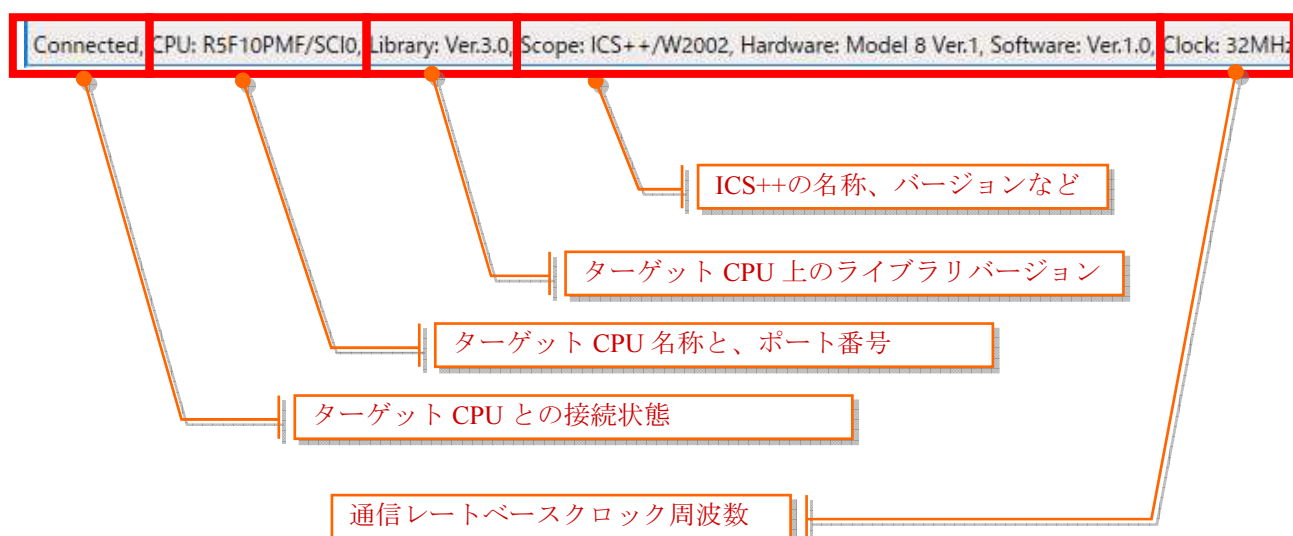 Connected, CPU: R5F10PMF/SCI0, Library: Ver.3.0, Scope: ICS++/W2002, Hardware: Model 8 Ver.1, Software: Ver.1.0, Clock: 32MHz
ICS++の名称、バージョンなど
ターゲット CPU 上のライブラリバージョン
ターゲット CPU 名称と、ポート番号
ターゲット CPU との接続状態
通信レートベースクロック周波数